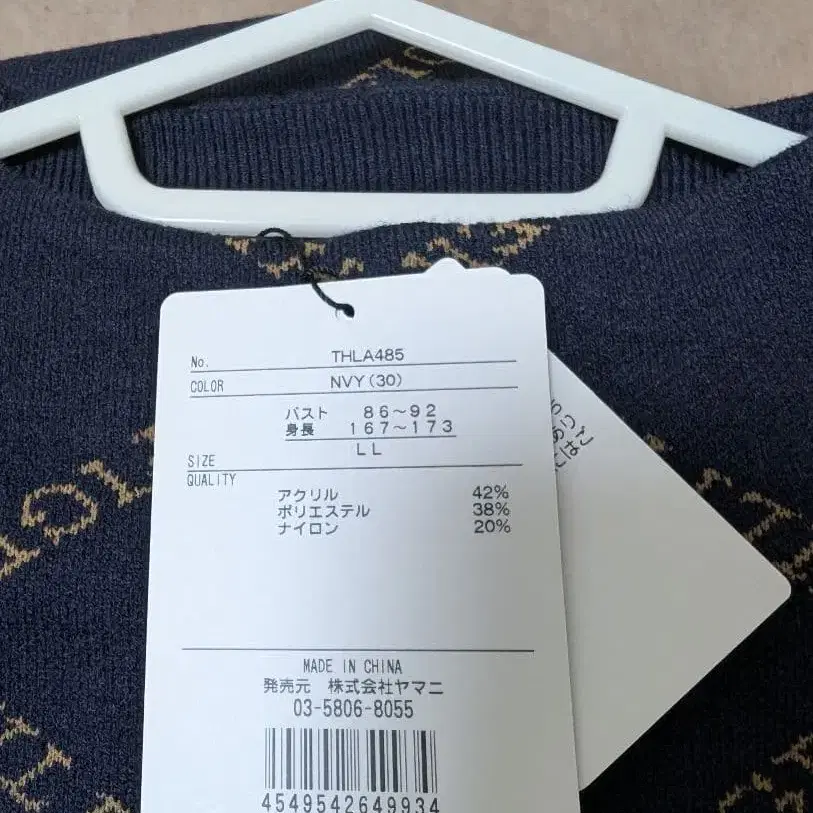 No. THLA485
COLOR NVY(30)
バスト 86~92
身長 167~173
SIZE LL
QUALITY
アクリル 42%
ポリエステル 38%
ナイロン 20%
MADE IN CHINA
発売元 株式会社ヤマニ
03-5806-8055
4549542649934